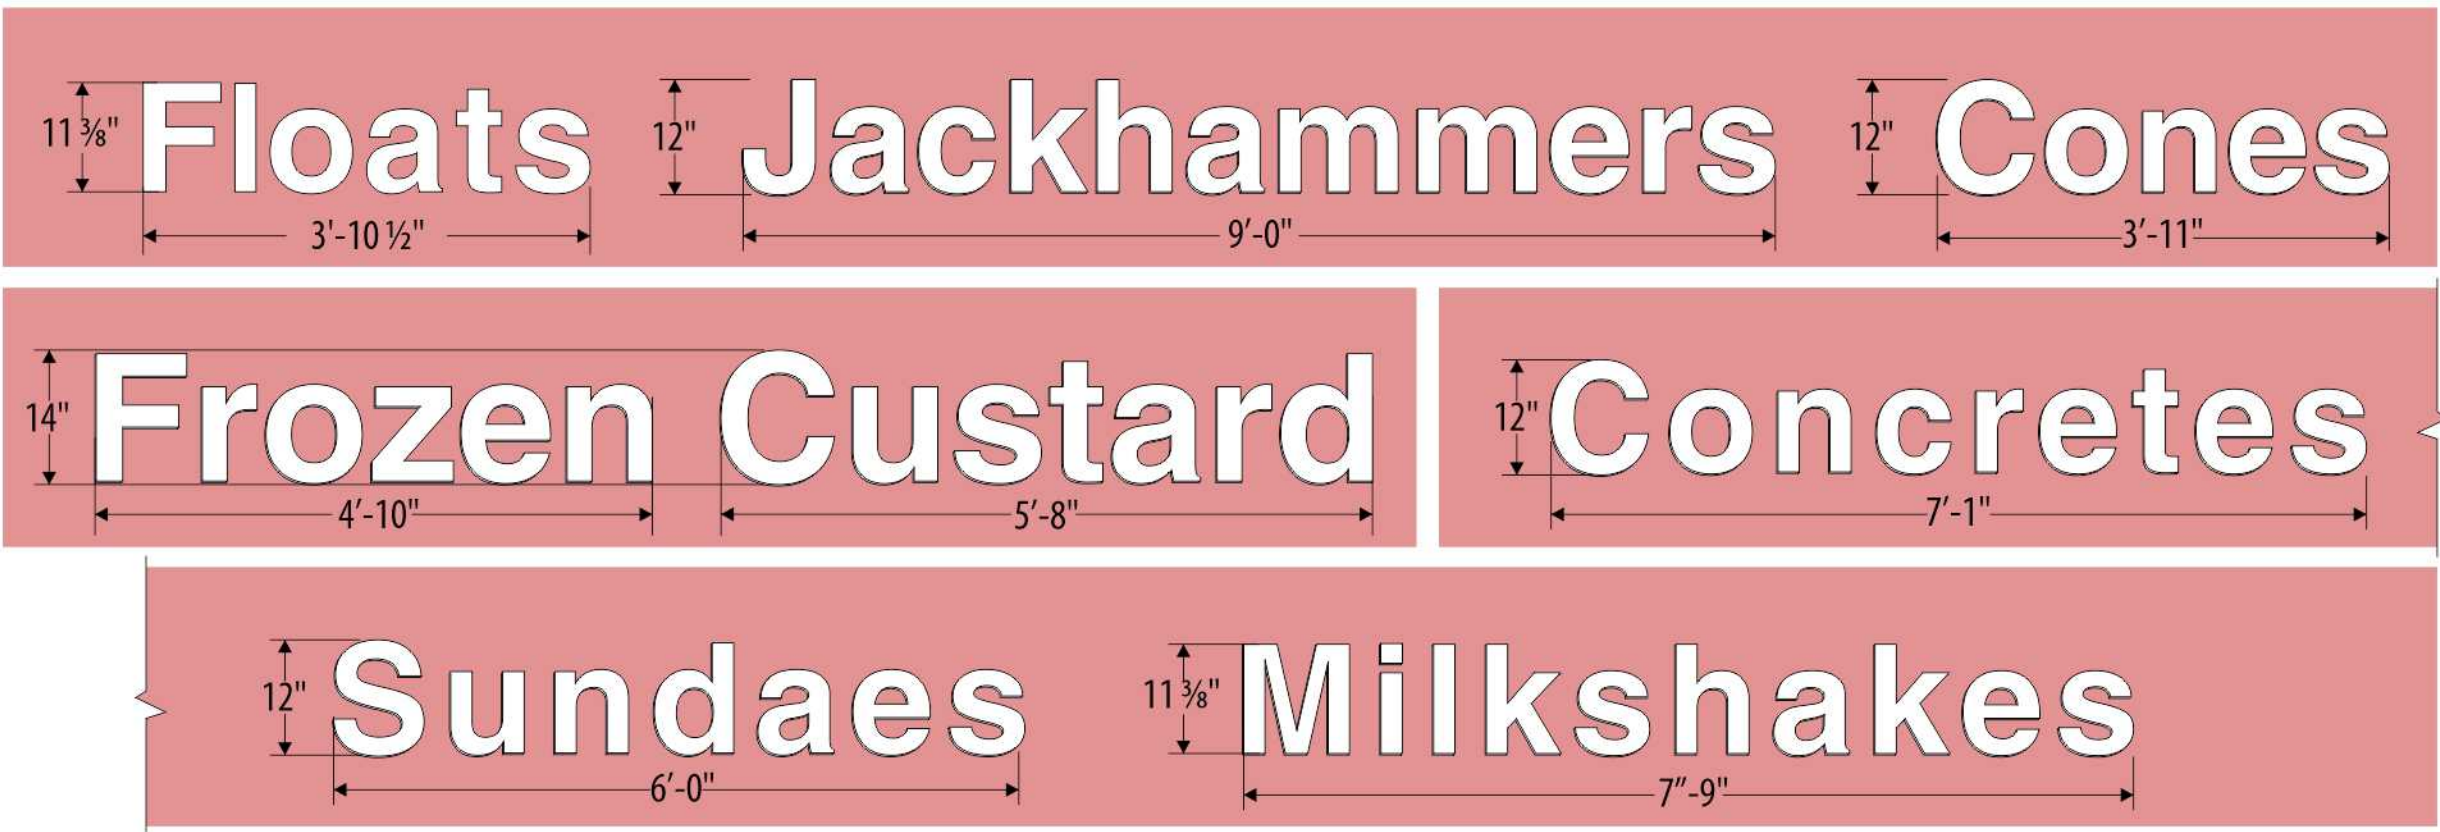 Floats Jackhammers Cones
11 ⅜" 12" 12"
3'-10 ½" 9'-0" 3'-11"
Frozen Custard Concretes
14" 12"
4'-10" 5'-8" 7'-1"
Sundaes Milkshakes
12" 11 ⅜"
6'-0" 7"-9"